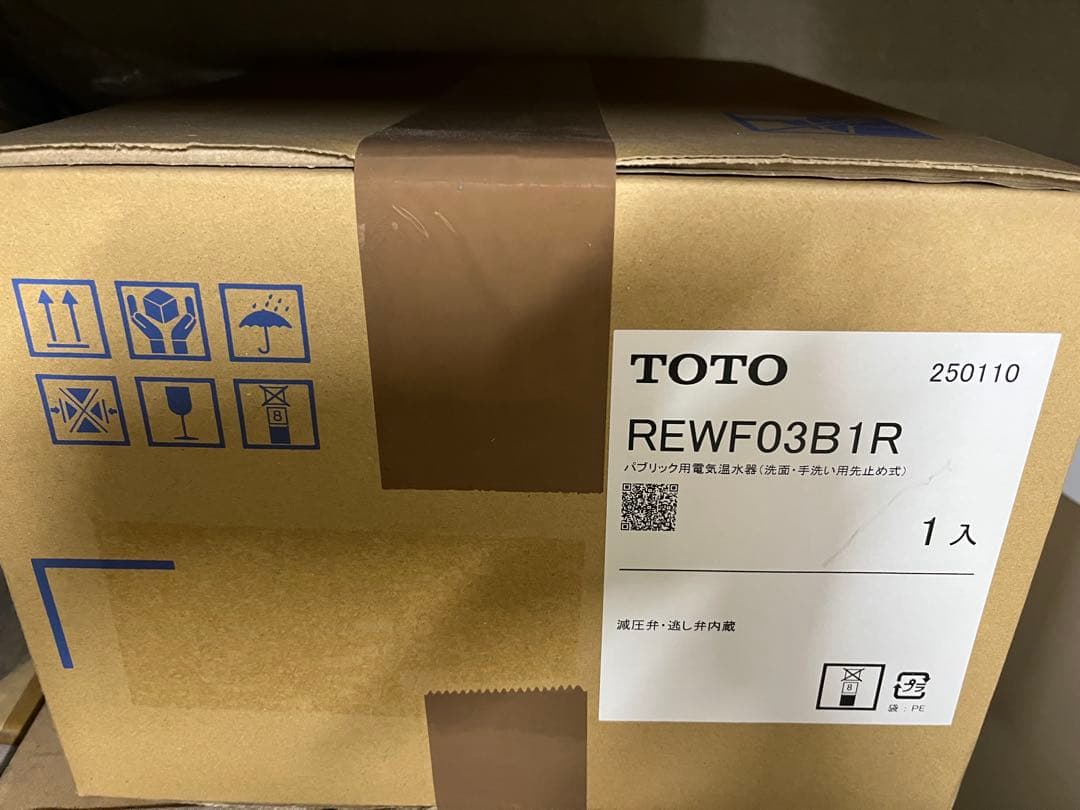 TOTO 250110
REWF03B1R
パブリック用電気温水器(洗面・手洗い用先止め式)
1入
減圧弁・逃し弁内蔵
8
8
プラ
袋:PE